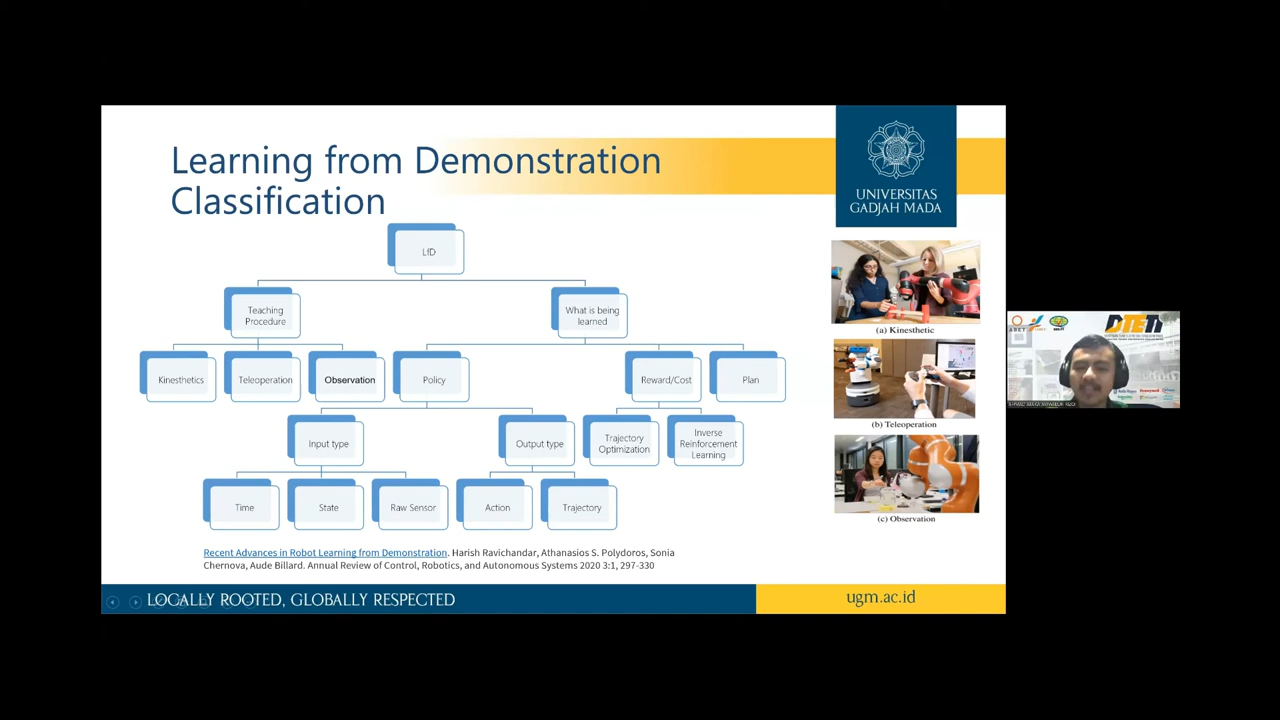 Learning from Demonstration
Classification
UNIVERSITAS
GADJAH MADA
LfD
Teaching
Procedure
What is being
learned
Kinesthetics
Teleoperation
Observation
Policy
Reward/Cost
Plan
Input type
Output type
Trajectory
Optimization
Inverse
Reinforcement
Learning
Time
State
Raw Sensor
Action
Trajectory
(a) Kinesthetic
(b) Teleoperation
(c) Observation
Recent Advances in Robot Learning from Demonstration. Harish Ravichandar, Athanasios S. Polydoros, Sonia
Chernova, Aude Billard. Annual Review of Control, Robotics, and Autonomous Systems 2020 3:1, 297-330
LOCALLY ROOTED, GLOBALLY RESPECTED
ugm.ac.id
ABET
DTETI